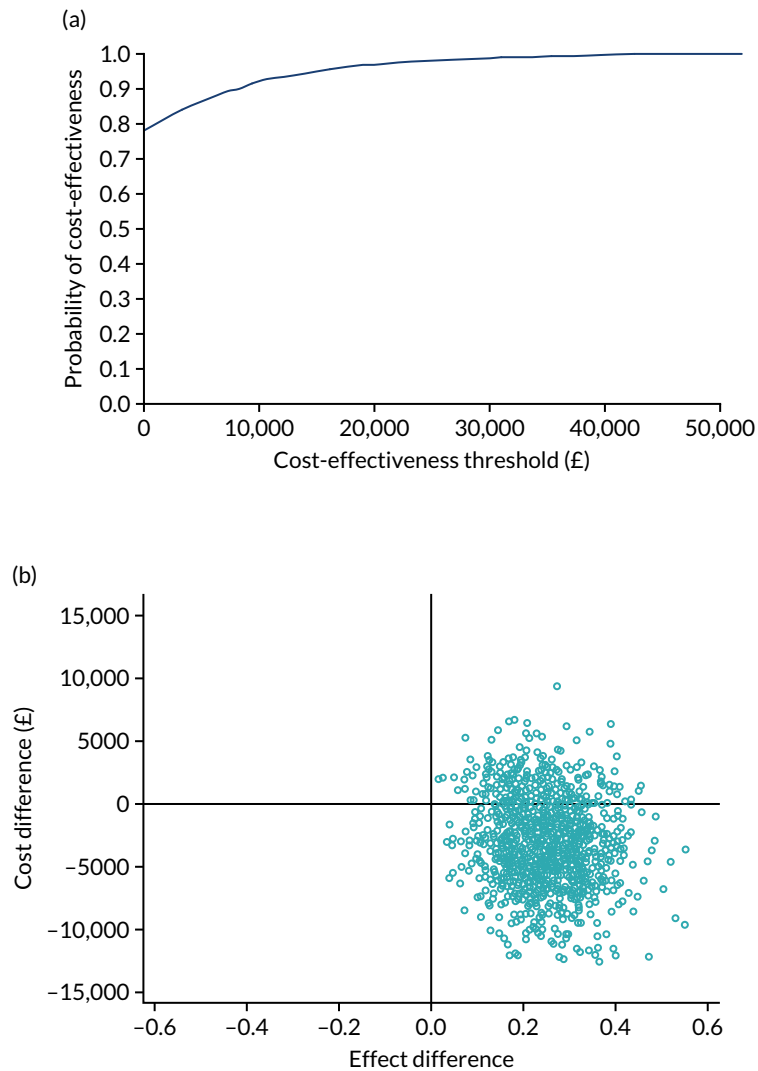 (a)
Probability of cost-effectiveness
1.0
0.9
0.8
0.7
0.6
0.5
0.4
0.3
0.2
0.1
0.0
0 10,000 20,000 30,000 40,000 50,000
Cost-effectiveness threshold (£)
(b)
Cost difference (£)
15,000
10,000
5000
0
−5000
−10,000
−15,000
−0.6 −0.4 −0.2 0.0 0.2 0.4 0.6
Effect difference